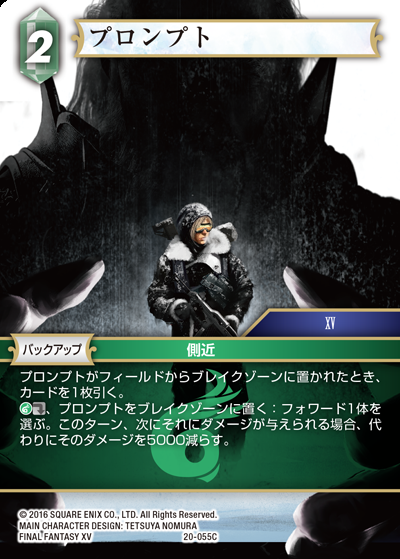 2
プロンプト
XV
バックアップ
側近
プロンプトがフィールドからブレイクゾーンに置かれたとき、
カードを1枚引く。
、プロンプトをブレイクゾーンに置く：フォワード1体を
選ぶ。このターン、次にそれにダメージが与えられる場合、代
わりにそのダメージを5000減らす。
© 2016 SQUARE ENIX CO., LTD. All Rights Reserved.
MAIN CHARACTER DESIGN: TETSUYA NOMURA
FINAL FANTASY XV
20-055C